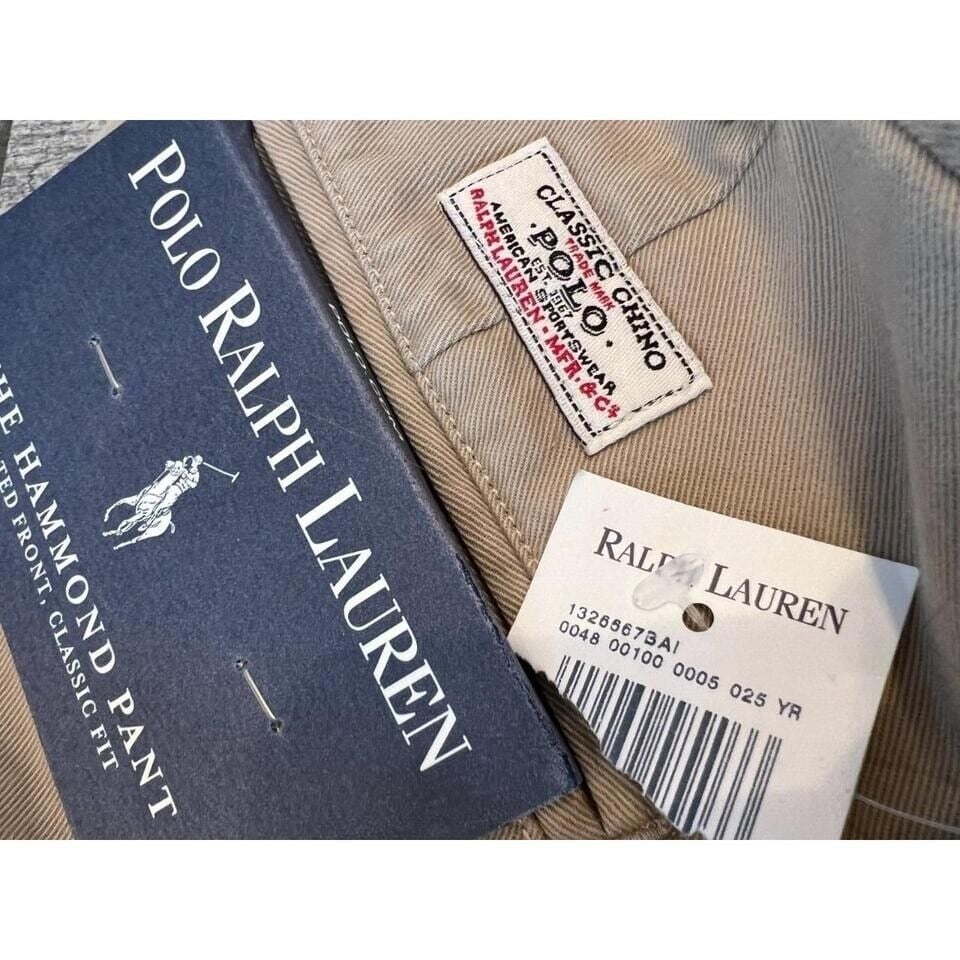 POLO RALPH LAUREN
HE HAMMOND PANT
TED FRONT, CLASSIC FIT
CLASSIC CHINO
TRADE MARK
·POLO·
EST. 1967
AMERICAN SPORTSWEAR
RALPH LAUREN - MFR. & Co
RALPH LAUREN
1326667BAI
0048 00100 0005 025 YR